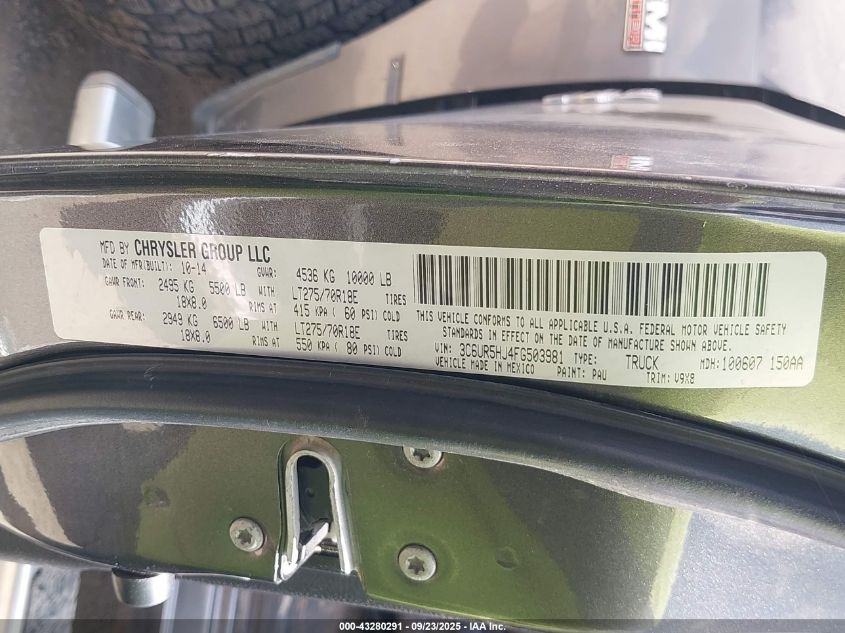 HEMI
MFD BY CHRYSLER GROUP LLC
DATE OF MFR(BUILT): 10-14 GVWR: 4536 KG 10000 LB
GAWR FRONT: 2495 KG 5500 LB WITH LT275/70R18E TIRES
18X8.0 RIMS AT 415 KPA ( 60 PSI) COLD
GAWR REAR: 2949 KG 6500 LB WITH LT275/70R18E TIRES
18X8.0 RIMS AT 550 KPA ( 80 PSI) COLD
THIS VEHICLE CONFORMS TO ALL APPLICABLE U.S.A. FEDERAL MOTOR VEHICLE SAFETY
STANDARDS IN EFFECT ON THE DATE OF MANUFACTURE SHOWN ABOVE.
VIN: 3C6UR5HJ4FG503981 TYPE: TRUCK MDH: 100607 150AA
VEHICLE MADE IN MEXICO PAINT: PAU TRIM: V9X8
000-43280291 - 09/23/2025 - IAA Inc.